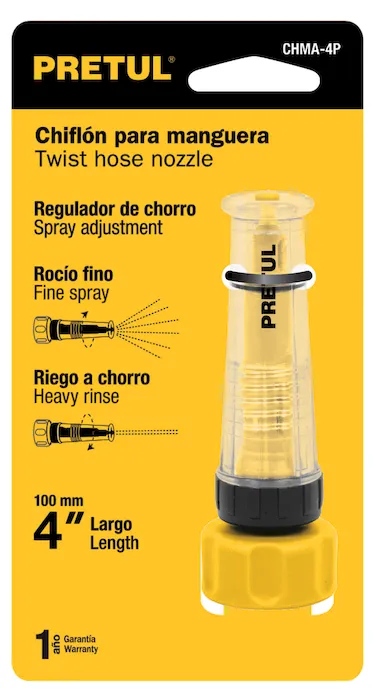 CHMA-4P
PRETUL®
Chiflón para manguera
Twist hose nozzle
Regulador de chorro
Spray adjustment
Rocío fino
Fine spray
Riego a chorro
Heavy rinse
100 mm
4” Largo
Length
1 año Garantía
Warranty
PRETUL